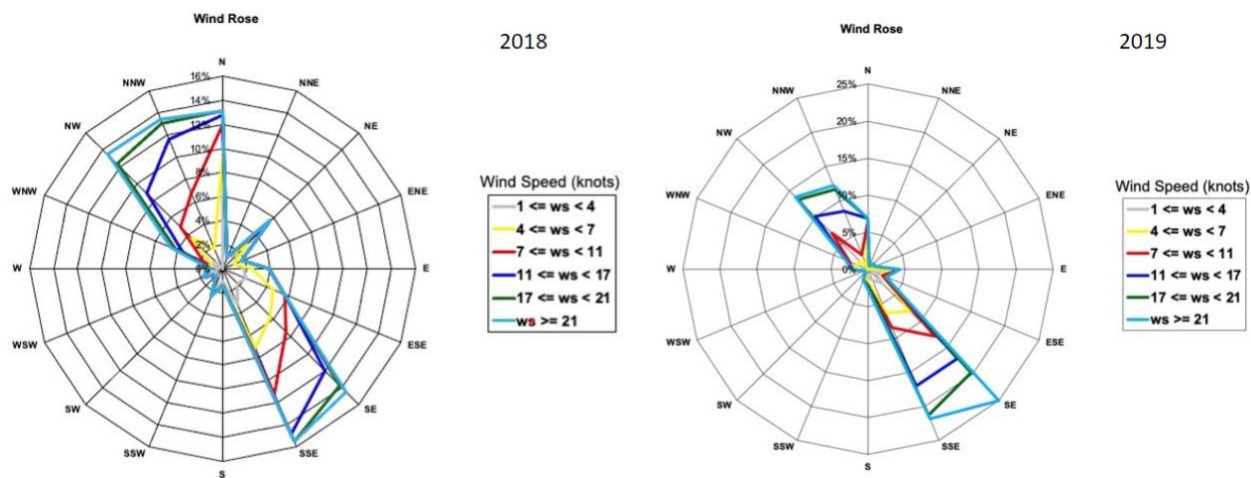 Wind Rose
2018
N
NNE
NE
ENE
E
ESE
SE
SSE
S
SSW
SW
WSW
W
WNW
NW
NNW
16%
14%
12%
10%
8%
6%
4%
2%
0%
Wind Speed (knots)
1 <= ws < 4
4 <= ws < 7
7 <= ws < 11
11 <= ws < 17
17 <= ws < 21
ws >= 21
Wind Rose
2019
N
NNE
NE
ENE
E
ESE
SE
SSE
S
SSW
SW
WSW
W
WNW
NW
NNW
25%
20%
15%
10%
5%
0%
Wind Speed (knots)
1 <= ws < 4
4 <= ws < 7
7 <= ws < 11
11 <= ws < 17
17 <= ws < 21
ws >= 21